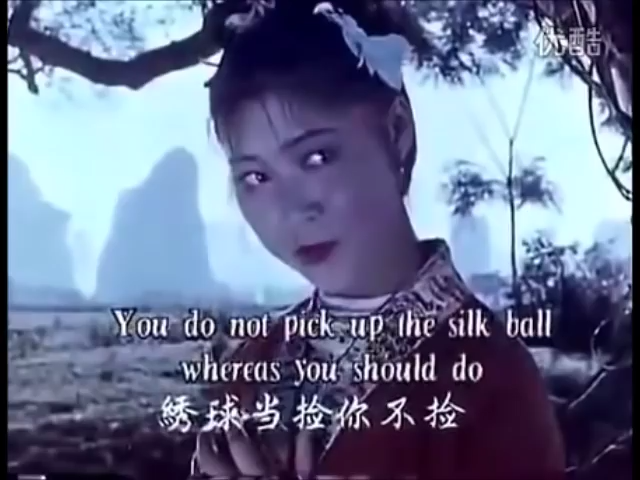 优酷
You do not pick up the silk ball
whereas you should do
綉球当捡你不捡